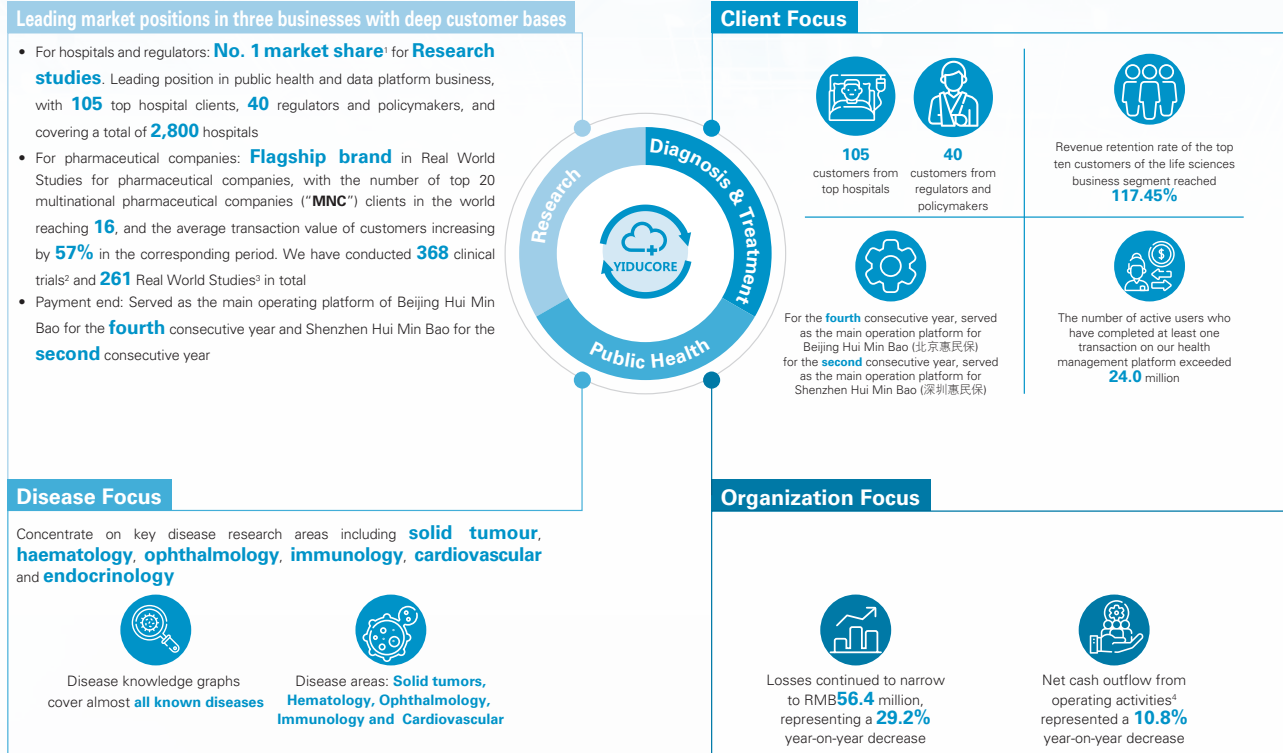 Leading market positions in three businesses with deep customer bases
• For hospitals and regulators: No. 1 market share¹ for Research
studies. Leading position in public health and data platform business,
with 105 top hospital clients, 40 regulators and policymakers, and
covering a total of 2,800 hospitals
• For pharmaceutical companies: Flagship brand in Real World
Studies for pharmaceutical companies, with the number of top 20
multinational pharmaceutical companies ("MNC") clients in the world
reaching 16, and the average transaction value of customers increasing
by 57% in the corresponding period. We have conducted 368 clinical
trials² and 261 Real World Studies³ in total
• Payment end: Served as the main operating platform of Beijing Hui Min
Bao for the fourth consecutive year and Shenzhen Hui Min Bao for the
second consecutive year
Research
Diagnosis & Treatment
Public Health
YIDUCORE
Client Focus
105
customers from
top hospitals
40
customers from
regulators and
policymakers
Revenue retention rate of the top
ten customers of the life sciences
business segment reached
117.45%
For the fourth consecutive year, served
as the main operation platform for
Beijing Hui Min Bao (北京惠民保)
for the second consecutive year, served
as the main operation platform for
Shenzhen Hui Min Bao (深圳惠民保)
$
The number of active users who
have completed at least one
transaction on our health
management platform exceeded
24.0 million
Disease Focus
Concentrate on key disease research areas including solid tumour,
haematology, ophthalmology, immunology, cardiovascular
and endocrinology
Disease knowledge graphs
cover almost all known diseases
Disease areas: Solid tumors,
Hematology, Ophthalmology,
Immunology and Cardiovascular
Organization Focus
Losses continued to narrow
to RMB56.4 million,
representing a 29.2%
year-on-year decrease
Net cash outflow from
operating activities⁴
represented a 10.8%
year-on-year decrease